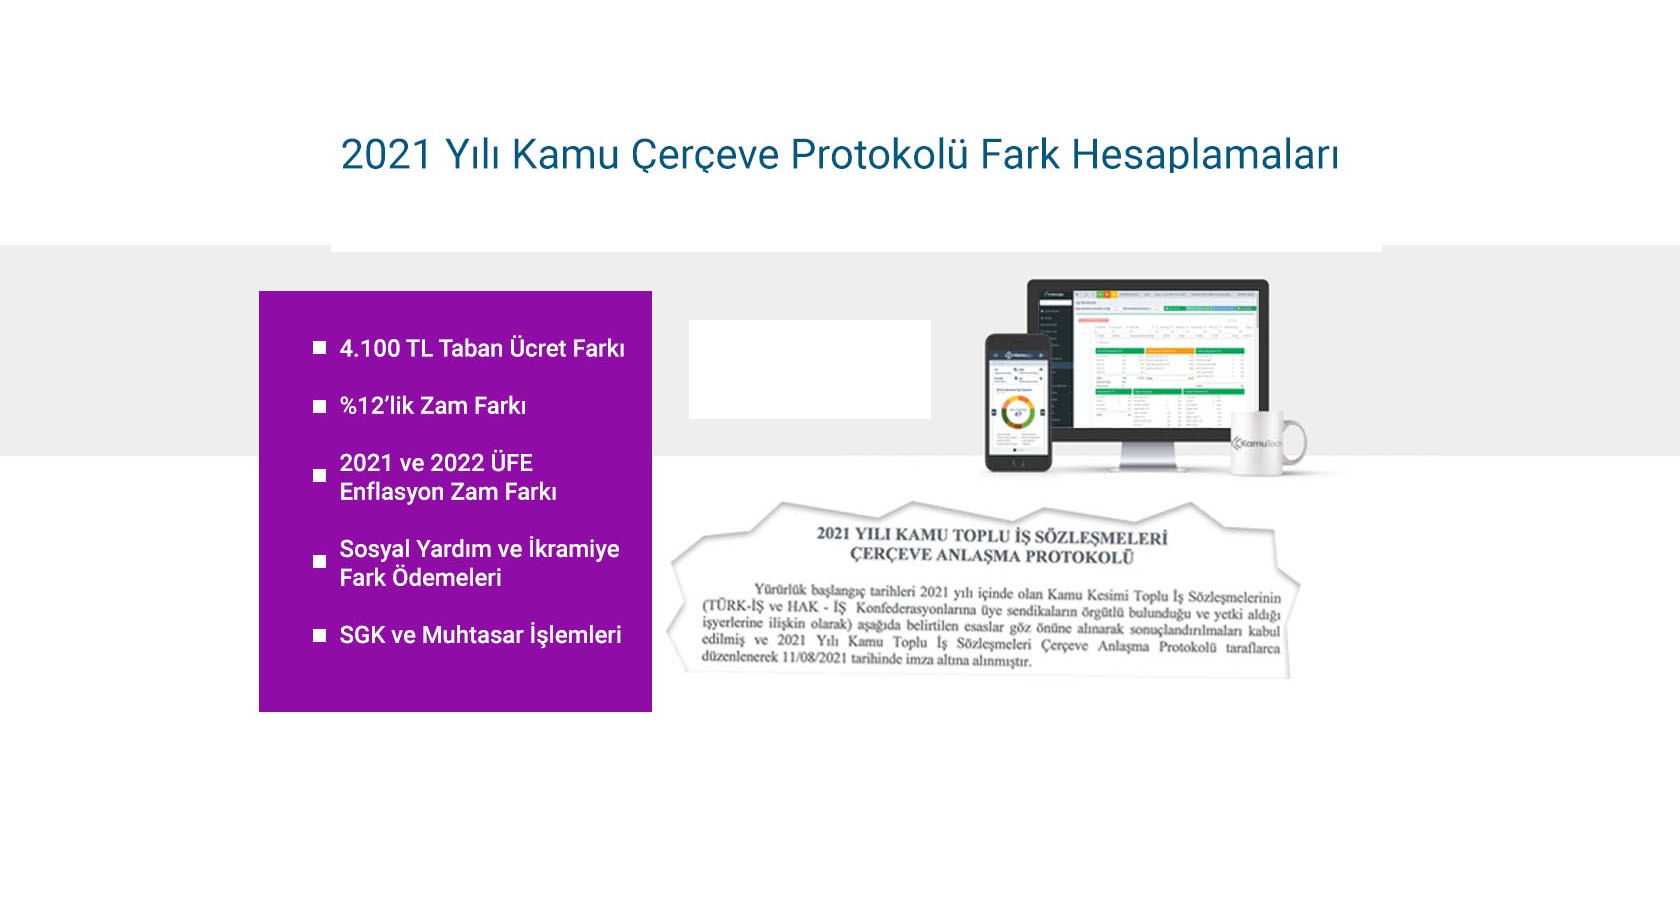 2021 Yılı Kamu Çerçeve Protokolü Fark Hesaplamaları
4.100 TL Taban Ücret Farkı
%12’lik Zam Farkı
2021 ve 2022 ÜFE
Enflasyon Zam Farkı
Sosyal Yardım ve İkramiye
Fark Ödemeleri
SGK ve Muhtasar İşlemleri
KamuTech
2021 YILI KAMU TOPLU İŞ SÖZLEŞMELERİ
ÇERÇEVE ANLAŞMA PROTOKOLÜ
Yürürlük başlangıç tarihleri 2021 yılı içinde olan Kamu Kesimi Toplu İş Sözleşmelerinin
(TÜRK-İŞ ve HAK - İŞ Konfederasyonlarına üye sendikaların örgütlü bulunduğu ve yetki aldığı
işyerlerine ilişkin olarak) aşağıda belirtilen esaslar göz önüne alınarak sonuçlandırılmaları kabul
edilmiş ve 2021 Yılı Kamu Toplu İş Sözleşmeleri Çerçeve Anlaşma Protokolü taraflarca
düzenlenerek 11/08/2021 tarihinde imza altına alınmıştır.